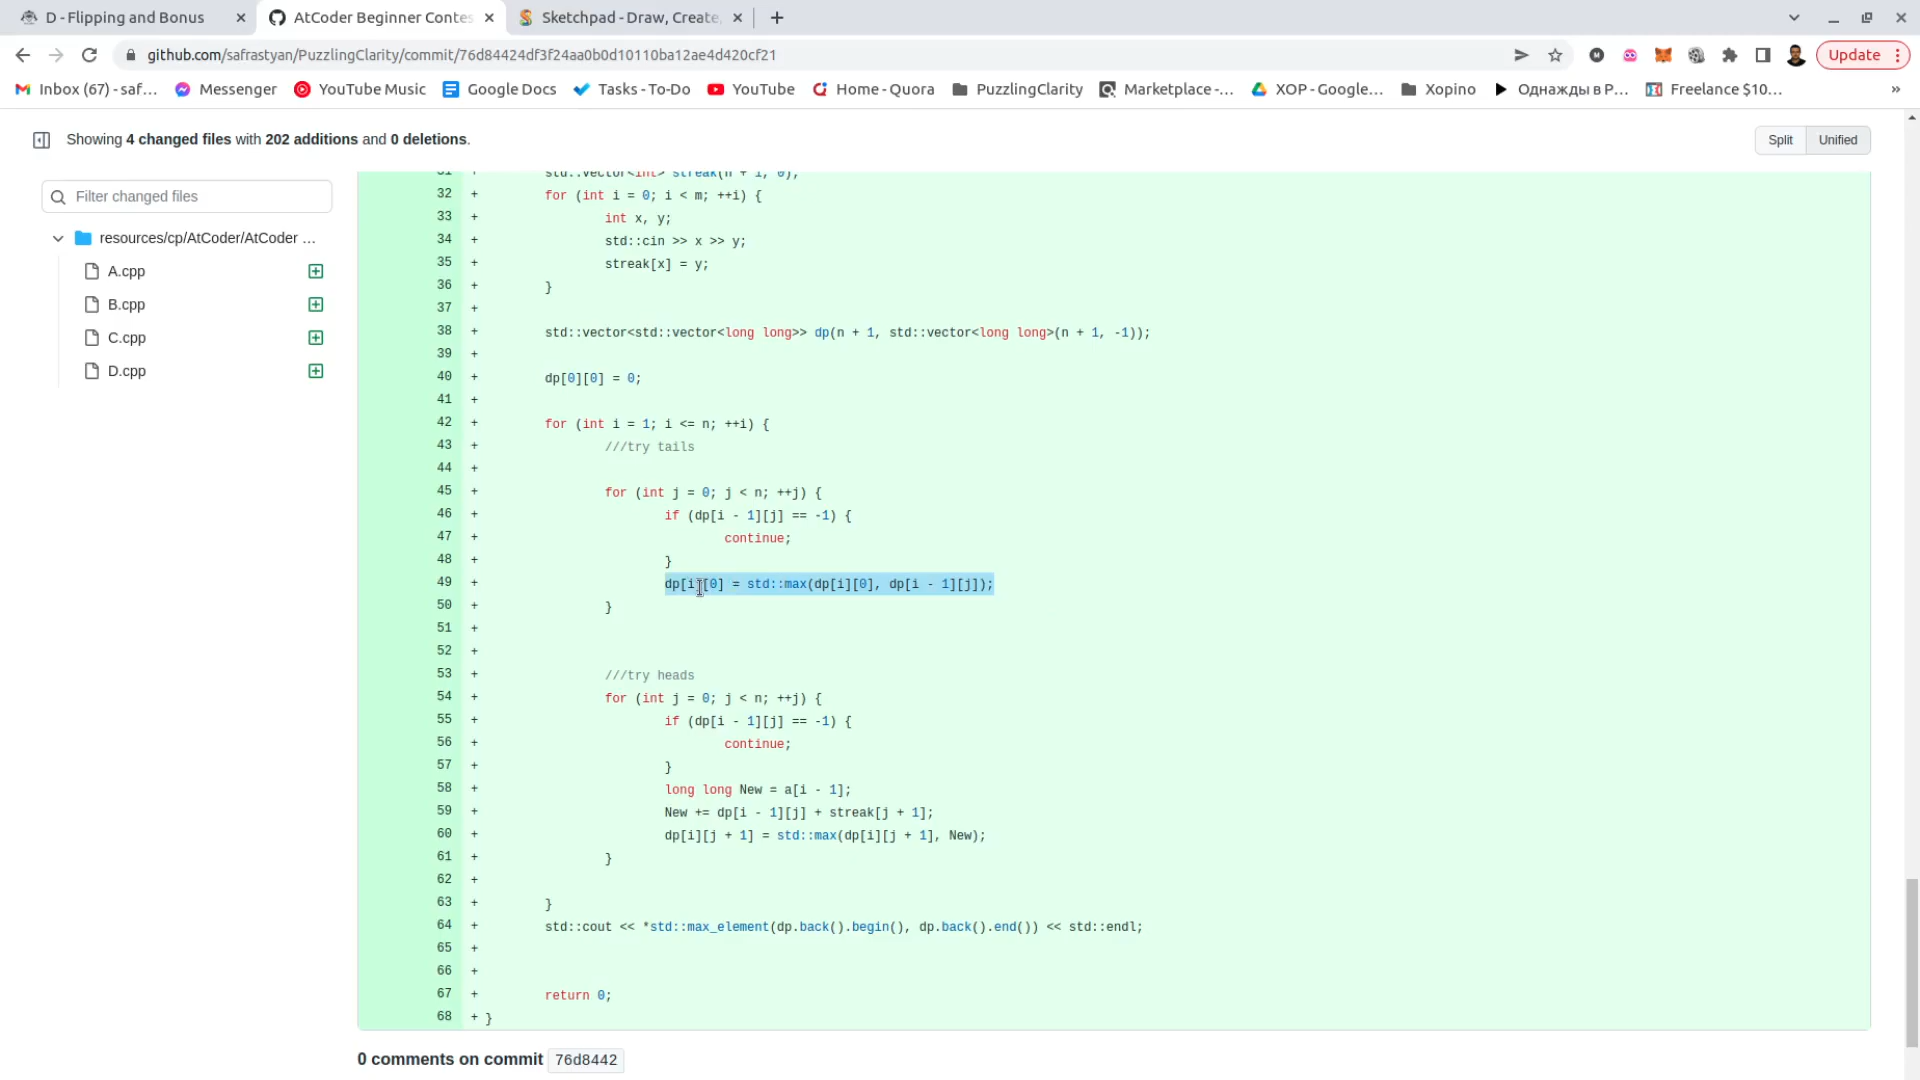 D - Flipping and Bonus
AtCoder Beginner Contes
Sketchpad - Draw, Create,
github.com/safrastyan/PuzzlingClarity/commit/76d84424df3f24aa0b0d10110ba12ae4d420cf21
Update
Inbox (67) - saf...
Messenger
YouTube Music
Google Docs
Tasks - To-Do
YouTube
Home - Quora
PuzzlingClarity
Marketplace -...
XOP - Google...
Xopino
Однажды в Р...
Freelance $10...
»
Showing 4 changed files with 202 additions and 0 deletions.
Split
Unified
Filter changed files
resources/cp/AtCoder/AtCoder ...
A.cpp
B.cpp
C.cpp
D.cpp
31 + std::vector<int> streak(n + 1, 0);
32 + for (int i = 0; i < m; ++i) {
33 + int x, y;
34 + std::cin >> x >> y;
35 + streak[x] = y;
36 + }
37 +
38 + std::vector<std::vector<long long>> dp(n + 1, std::vector<long long>(n + 1, -1));
39 +
40 + dp[0][0] = 0;
41 +
42 + for (int i = 1; i <= n; ++i) {
43 + ///try tails
44 +
45 + for (int j = 0; j < n; ++j) {
46 + if (dp[i - 1][j] == -1) {
47 + continue;
48 + }
49 + dp[i][0] = std::max(dp[i][0], dp[i - 1][j]);
50 + }
51 +
52 +
53 + ///try heads
54 + for (int j = 0; j < n; ++j) {
55 + if (dp[i - 1][j] == -1) {
56 + continue;
57 + }
58 + long long New = a[i - 1];
59 + New += dp[i - 1][j] + streak[j + 1];
60 + dp[i][j + 1] = std::max(dp[i][j + 1], New);
61 + }
62 +
63 + }
64 + std::cout << *std::max_element(dp.back().begin(), dp.back().end()) << std::endl;
65 +
66 +
67 + return 0;
68 + }
0 comments on commit 76d8442